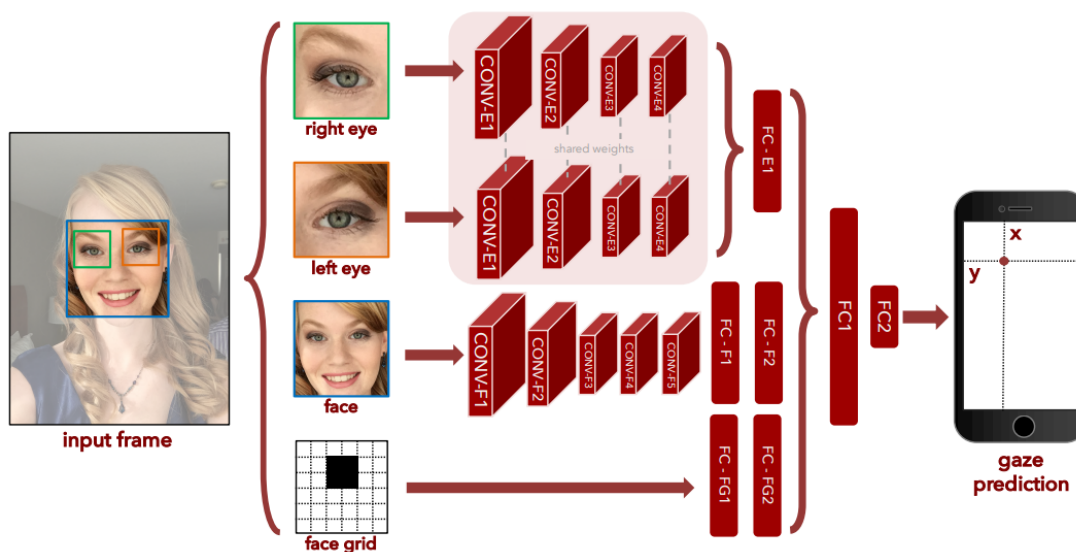 input frame
right eye
left eye
face
face grid
CONV-E1
CONV-E2
CONV-E3
CONV-E4
shared weights
CONV-E1
CONV-E2
CONV-E3
CONV-E4
CONV-F1
CONV-F2
CONV-F3
CONV-F4
CONV-F5
FC - E1
FC - F1
FC - F2
FC - FG1
FC - FG2
FC1
FC2
x
y
gaze
prediction